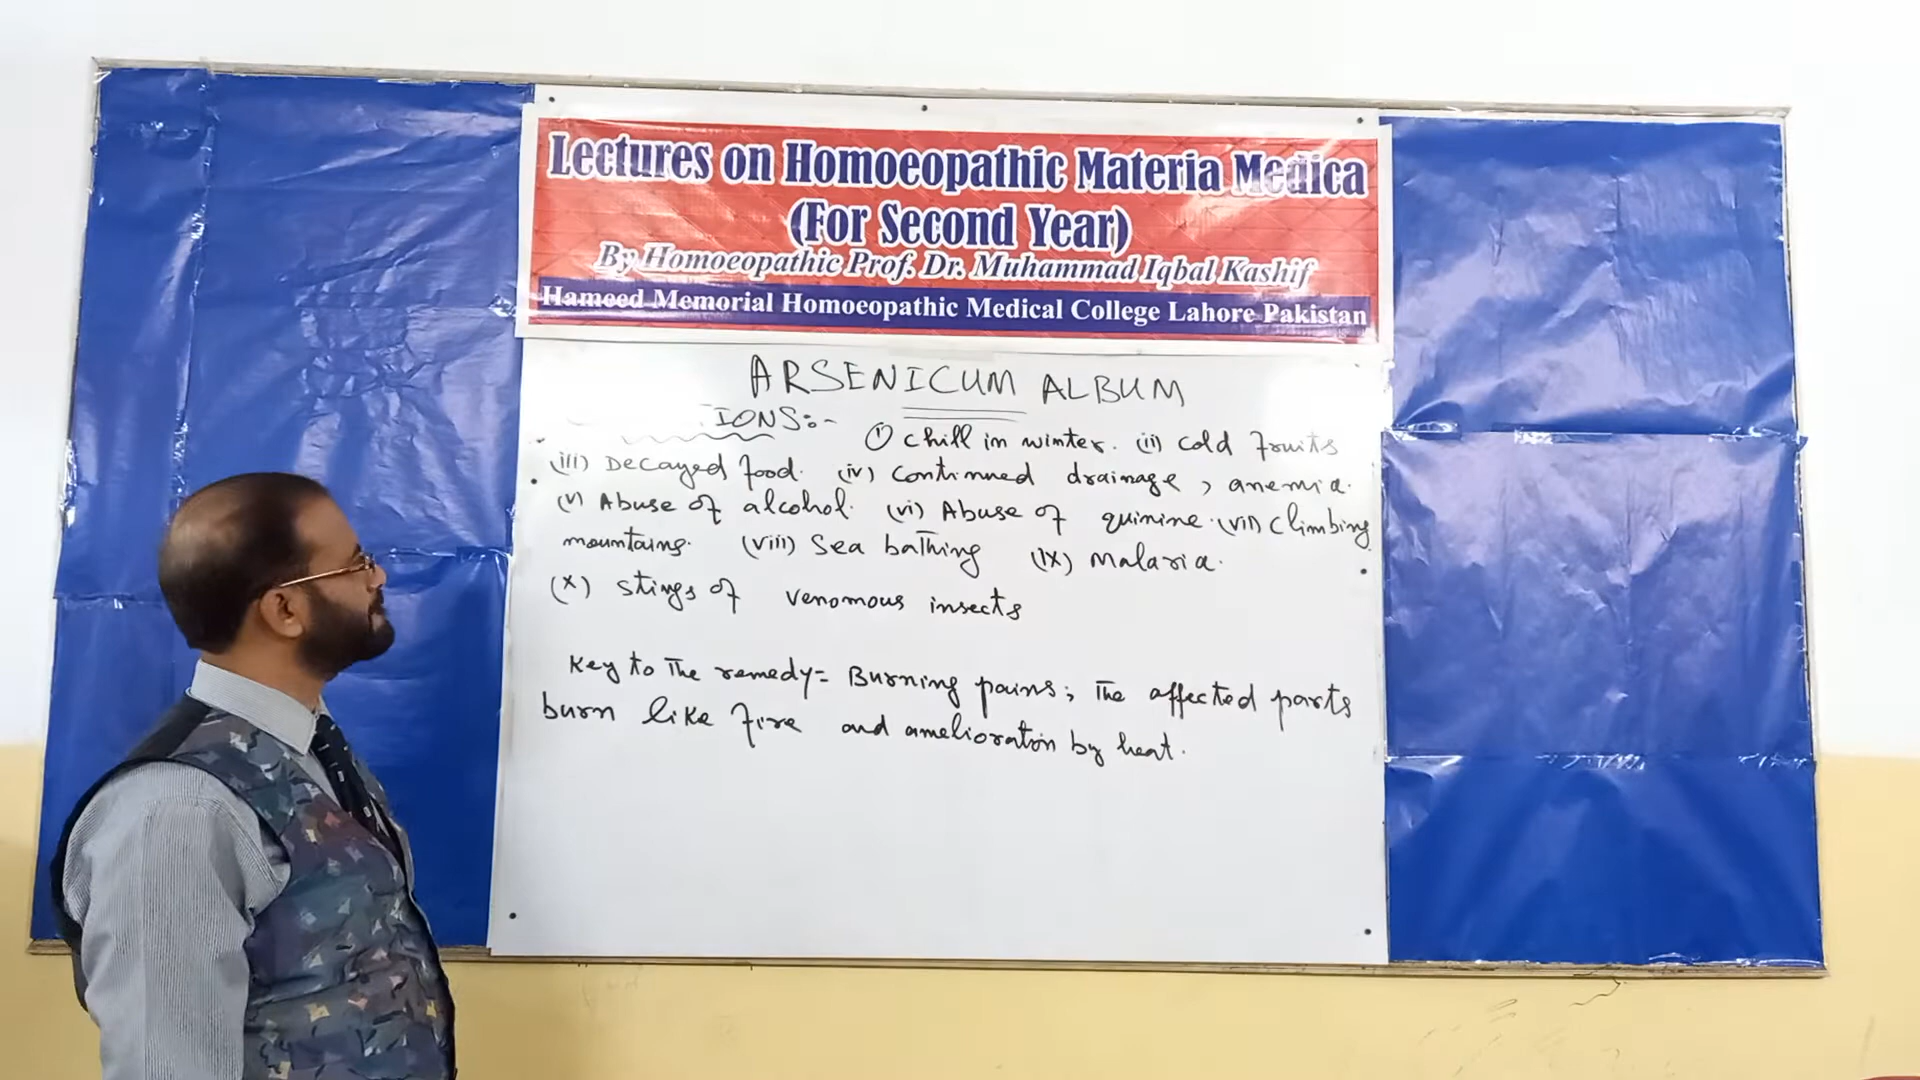 Lectures on Homoeopathic Materia Medica
(For Second Year)
By Homoeopathic Prof. Dr. Muhammad Iqbal Kashif
Hameed Memorial Homoeopathic Medical College Lahore Pakistan
ARSENICUM ALBUM
TIONS:-
(i) chill in winter. (ii) cold fruits
(iii) Decayed food. (iv) Continued drainage, anemia.
(v) Abuse of alcohol. (vi) Abuse of quinine. (vii) climbing
mountains. (viii) Sea bathing (ix) malaria.
(x) stings of venomous insects
Key to The remedy= Burning pains; The affected parts
burn like fire and amelioration by heat.